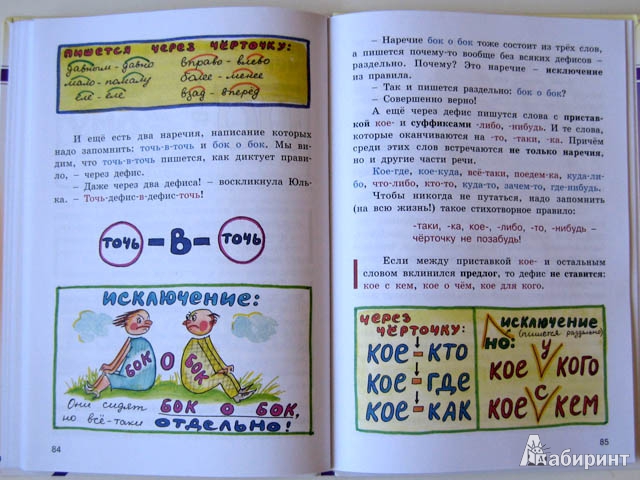 ПИШЕТСЯ ЧЕРЕЗ ЧЁРТОЧКУ:
давным-давно вправо-влево
мало-помалу более-менее
еле-еле взад-вперёд
И ещё есть два наречия, написание которых
надо запомнить: точь-в-точь и бок о бок. Мы ви-
дим, что точь-в-точь пишется, как диктует прави-
ло, – через дефис.
– Даже через два дефиса! – воскликнула Юль-
ка. – Точь-дефис-в-дефис-точь!
ТОЧЬ-В-ТОЧЬ
ИСКЛЮЧЕНИЕ:
БОК О БОК
Они сидят БОК О БОК,
но всё-таки ОТДЕЛЬНО!
84
– Наречие бок о бок тоже состоит из трёх слов,
а пишется почему-то вообще без всяких дефисов –
раздельно. Почему? Это наречие – исключение
из правила.
– Так и пишется раздельно: бок о бок?
– Совершенно верно!
А ещё через дефис пишутся слова с пристав-
кой кое- и суффиксами -либо, -нибудь. И те слова,
которые оканчиваются на -то, -таки, -ка. Причём
среди этих слов встречаются не только наречия,
но и другие части речи.
Кое-где, кое-куда, всё-таки, поедем-ка, куда-ли-
бо, что-либо, кто-то, куда-то, зачем-то, где-нибудь.
Чтобы никогда не путаться, надо запомнить
(на всю жизнь!) такое стихотворное правило:
-таки, -ка, кое-, -либо, -то, -нибудь –
чёрточку не позабудь!
Если между приставкой кое- и остальным
словом вклинился предлог, то дефис не ставится:
кое с кем, кое о чём, кое для кого.
ЧЕРЕЗ
ЧЁРТОЧКУ:
КОЕ-КТО
КОЕ-ГДЕ
КОЕ-КАК
ИСКЛЮЧЕНИЕ
(пишется раздельно)
НО:
КОЕ У КОГО
КОЕ С КЕМ
85
Лабиринт